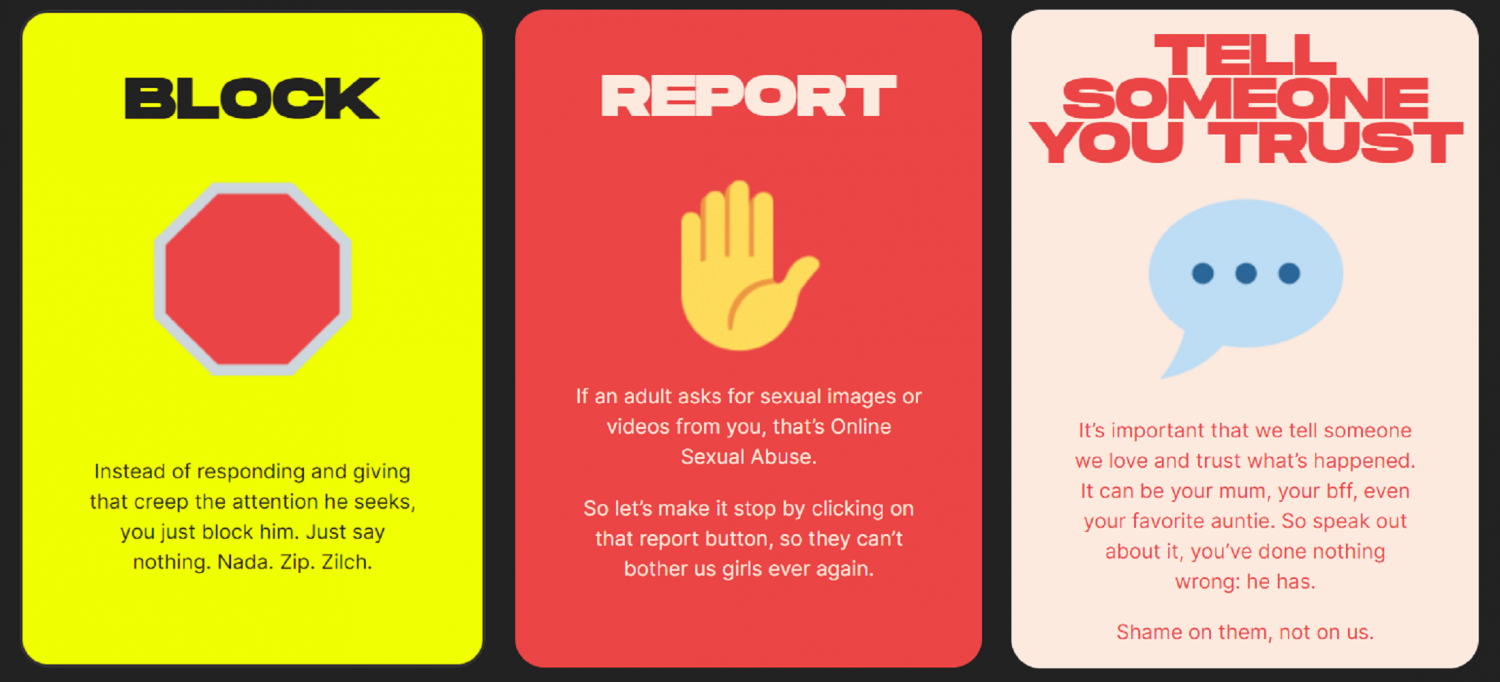 BLOCK
Instead of responding and giving
that creep the attention he seeks,
you just block him. Just say
nothing. Nada. Zip. Zilch.
REPORT
If an adult asks for sexual images or
videos from you, that's Online
Sexual Abuse.
So let's make it stop by clicking on
that report button, so they can't
bother us girls ever again.
TELL
SOMEONE
YOU TRUST
It's important that we tell someone
we love and trust what's happened.
It can be your mum, your bff, even
your favorite auntie. So speak out
about it, you've done nothing
wrong: he has.
Shame on them, not on us.